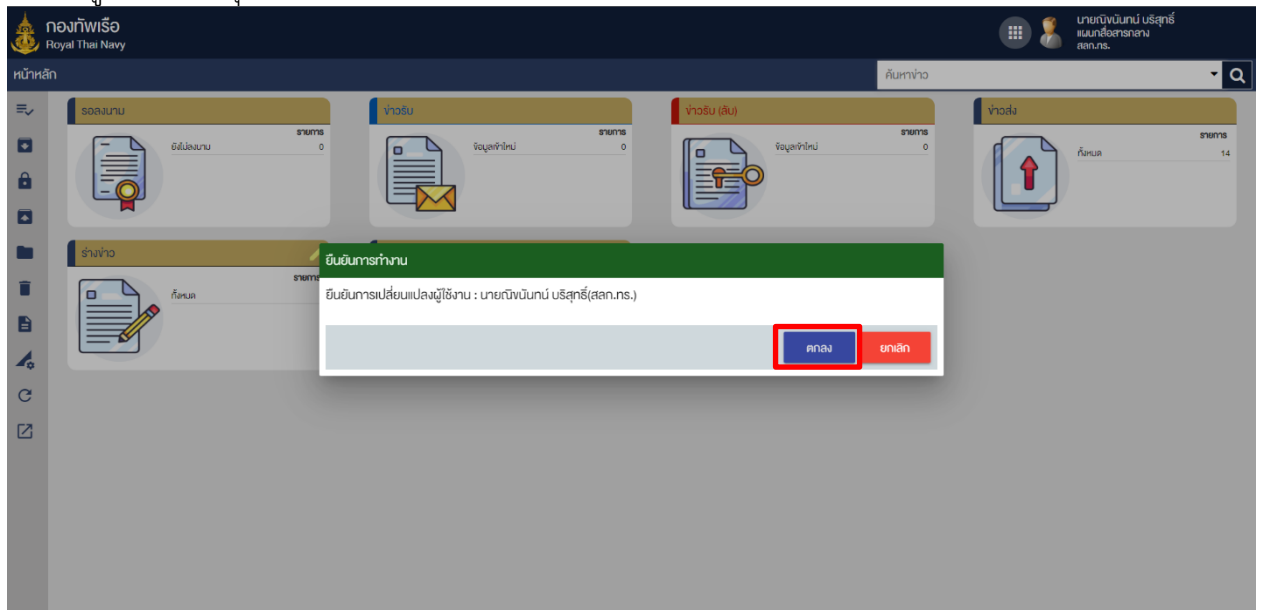 กองทัพเรือ
Royal Thai Navy
นายณิงนันทน์ บริสุทธิ์
แผนกสื่อสารกลาง
สลก.ทร.
หน้าหลัก
ค้นหาข่าว
รอลงนาม
รายการ
ยังไม่ลงนาม 0
ข่าวรับ
รายการ
ข้อมูลเข้าใหม่ 0
ข่าวรับ (ลับ)
รายการ
ข้อมูลเข้าใหม่ 0
ข่าวส่ง
รายการ
ทั้งหมด 14
ร่างข่าว
รายการ
ทั้งหมด
ยืนยันการทำงาน
ยืนยันการเปลี่ยนแปลงผู้ใช้งาน : นายณิงนันทน์ บริสุทธิ์(สลก.ทร.)
ตกลง
ยกเลิก